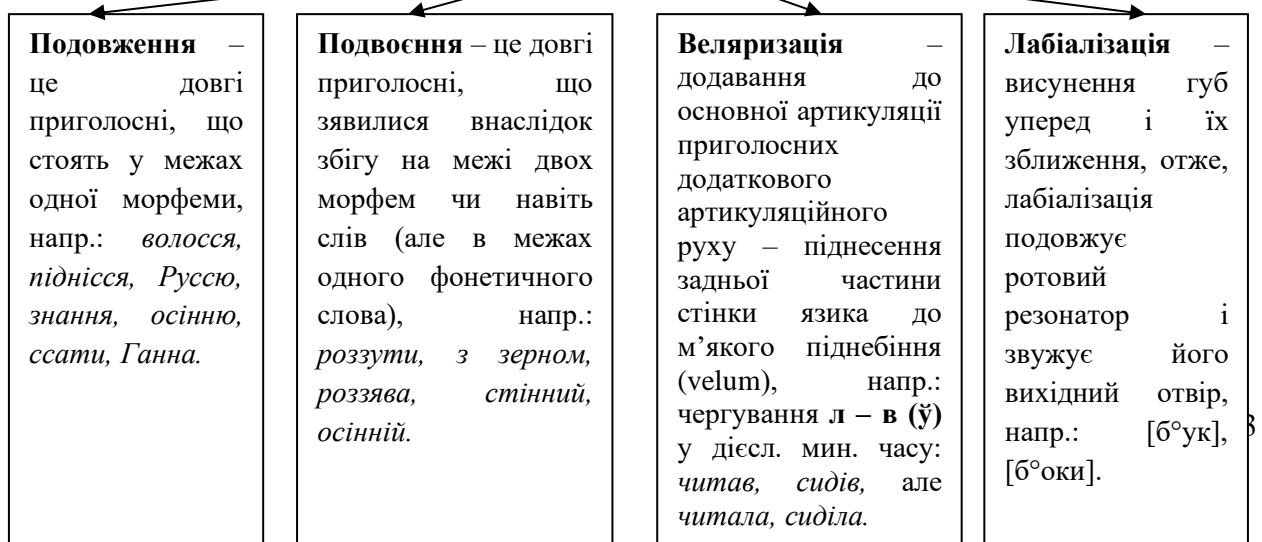 Подовження –
це довгі
приголосні, що
стоять у межах
одної морфеми,
напр.: волосся,
піднісся, Руссю,
знання, осінню,
ссати, Ганна.
Подвоєння – це довгі
приголосні, що
зявилися внаслідок
збігу на межі двох
морфем чи навіть
слів (але в межах
одного фонетичного
слова), напр.:
роззути, з зерном,
роззява, стінний,
осінній.
Веляризація –
додавання до
основної артикуляції
приголосних
додаткового
артикуляційного
руху – піднесення
задньої частини
стінки язика до
м’якого піднебіння
(velum), напр.:
чергування л – в (ў)
у дієсл. мин. часу:
читав, сидів, але
читала, сиділа.
Лабіалізація –
висунення губ
уперед і їх
зближення, отже,
лабіалізація
подовжує
ротовий
резонатор і
звужує його
вихідний отвір,
напр.: [б°ук],
[б°оки].